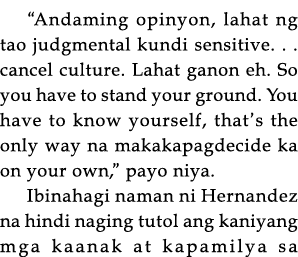 “Andaming opinyon, lahat ng
tao judgmental kundi sensitive. . .
cancel culture. Lahat ganon eh. So
you have to stand your ground. You
have to know yourself, that’s the
only way na makakapagdecide ka
on your own,” payo niya.
Ibinahagi naman ni Hernandez
na hindi naging tutol ang kaniyang
mga kaanak at kapamilya sa